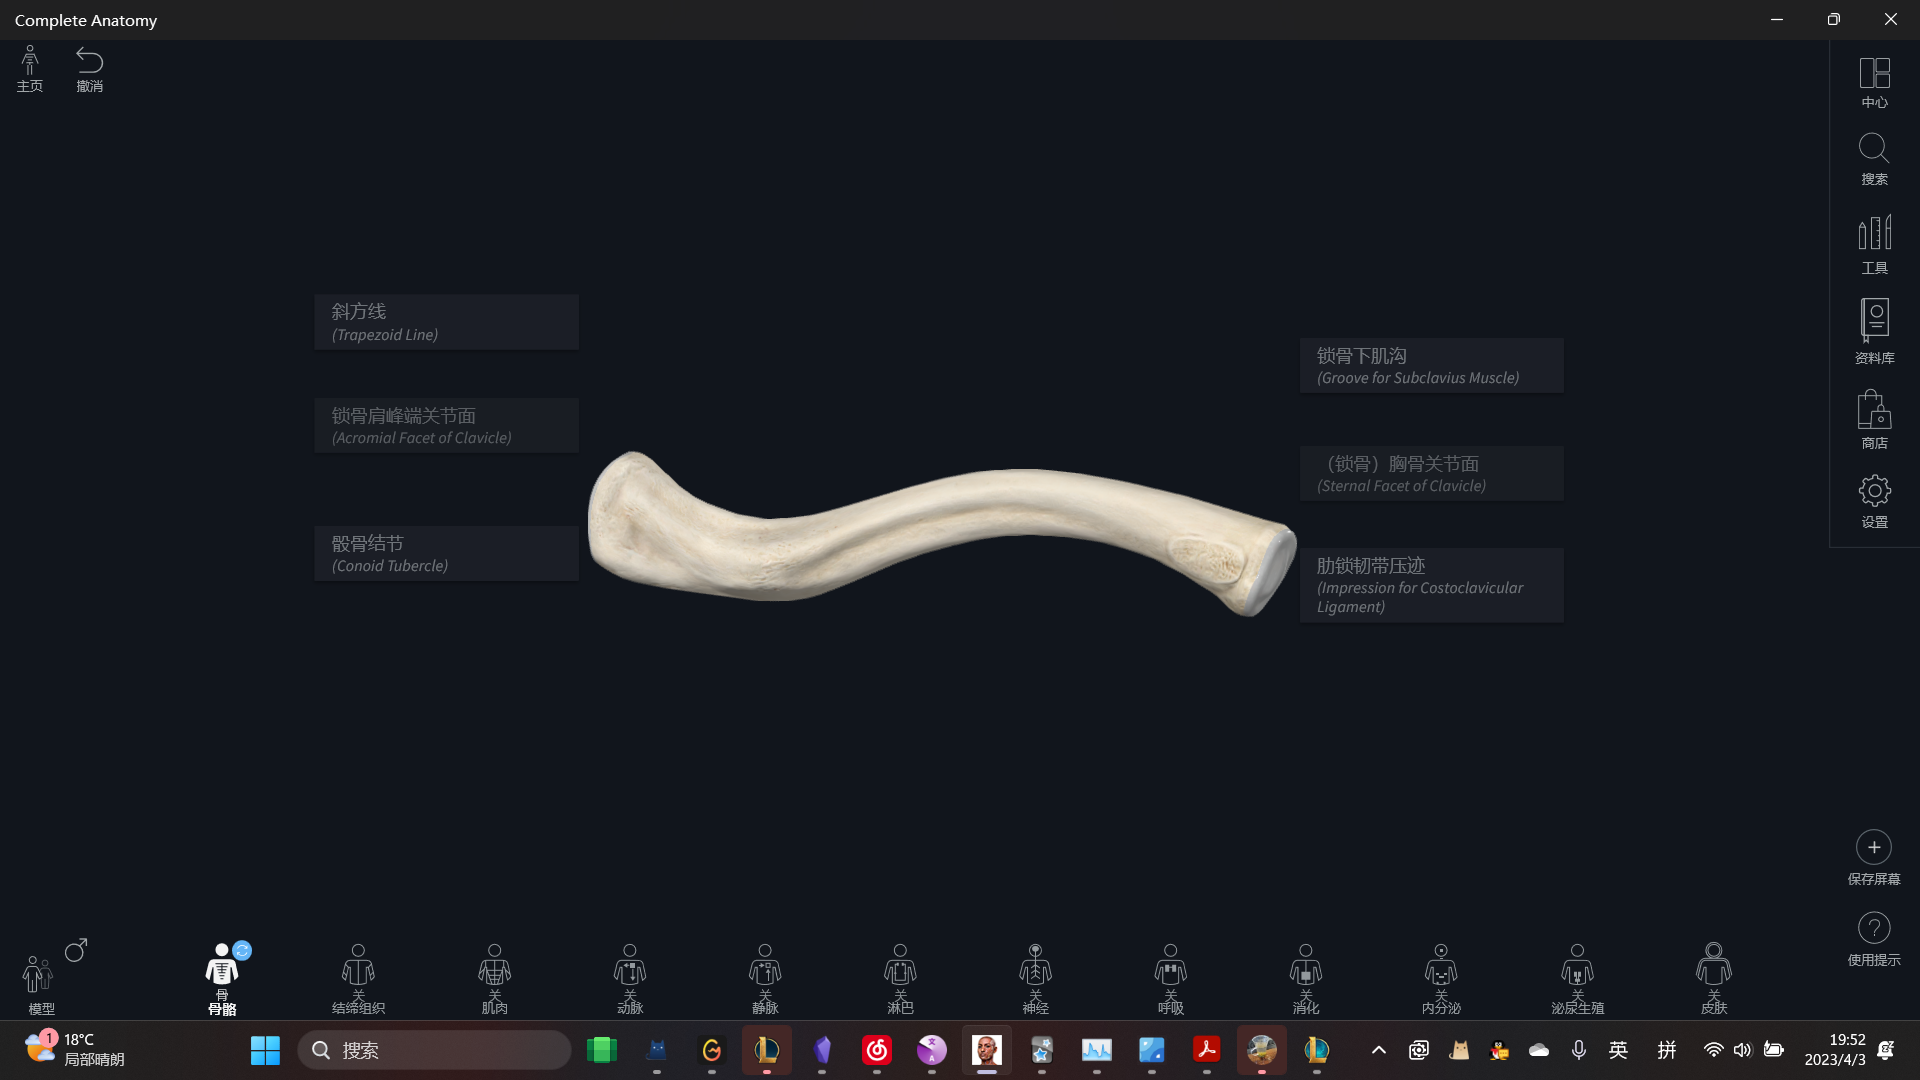 Complete Anatomy
主页
撤消
中心
搜索
工具
资料库
商店
设置
斜方线
(Trapezoid Line)
锁骨肩峰端关节面
(Acromial Facet of Clavicle)
骰骨结节
(Conoid Tubercle)
锁骨下肌沟
(Groove for Subclavius Muscle)
（锁骨）胸骨关节面
(Sternal Facet of Clavicle)
肋锁韧带压迹
(Impression for Costoclavicular
Ligament)
保存屏幕
使用提示
模型
骨
骨骼
关
结缔组织
关
肌肉
关
动脉
关
静脉
关
淋巴
关
神经
关
呼吸
关
消化
关
内分泌
关
泌尿生殖
关
皮肤
1
18°C
局部晴朗
搜索
英
拼
19:52
2023/4/3